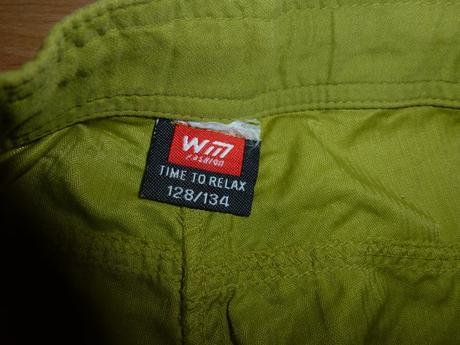 Wm
Fashion
TIME TO RELAX
128/134